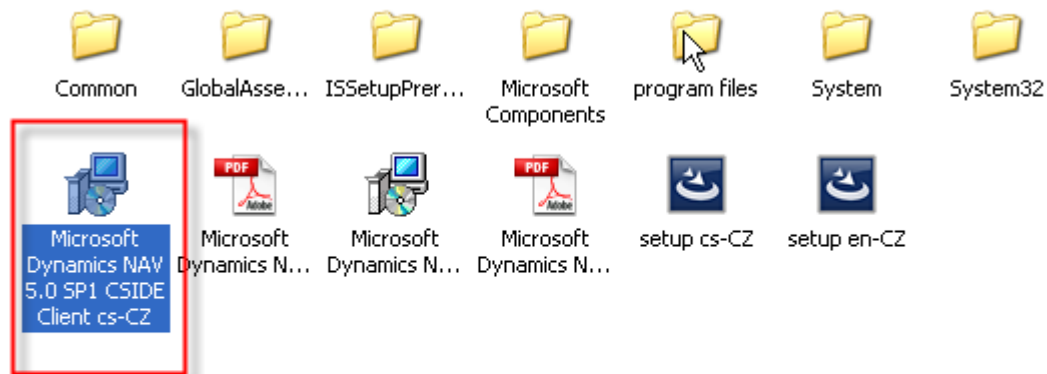 Common GlobalAsse... ISSetupPrer... Microsoft Components program files System System32
Microsoft Dynamics NAV 5.0 SP1 CSIDE Client cs-CZ
PDF
Adobe
Microsoft Dynamics N...
Microsoft Dynamics N...
PDF
Adobe
Microsoft Dynamics N...
setup cs-CZ
setup en-CZ